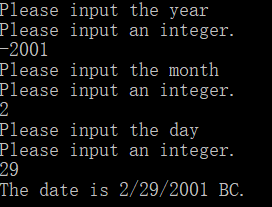 Please input the year
Please input an integer.
-2001
Please input the month
Please input an integer.
2
Please input the day
Please input an integer.
29
The date is 2/29/2001 BC.